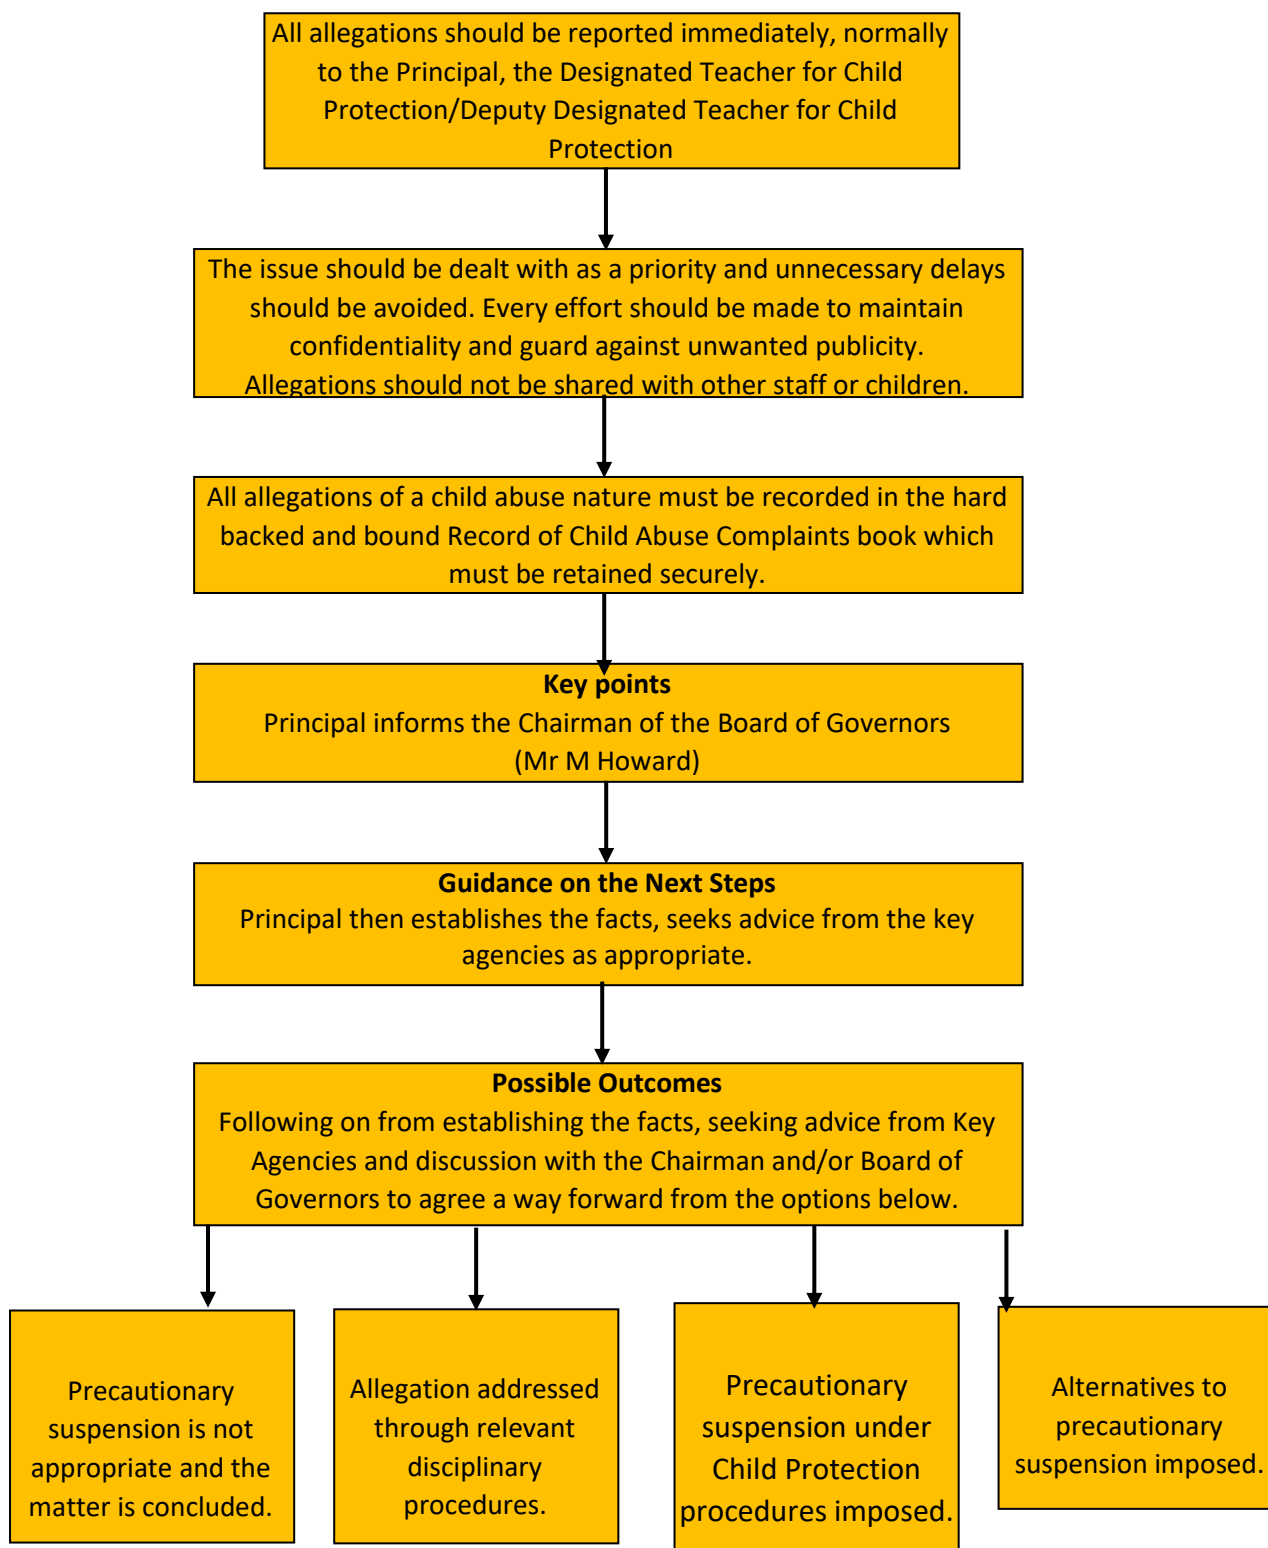 All allegations should be reported immediately, normally
to the Principal, the Designated Teacher for Child
Protection/Deputy Designated Teacher for Child
Protection
The issue should be dealt with as a priority and unnecessary delays
should be avoided. Every effort should be made to maintain
confidentiality and guard against unwanted publicity.
Allegations should not be shared with other staff or children.
All allegations of a child abuse nature must be recorded in the hard
backed and bound Record of Child Abuse Complaints book which
must be retained securely.
Key points
Principal informs the Chairman of the Board of Governors
(Mr M Howard)
Guidance on the Next Steps
Principal then establishes the facts, seeks advice from the key
agencies as appropriate.
Possible Outcomes
Following on from establishing the facts, seeking advice from Key
Agencies and discussion with the Chairman and/or Board of
Governors to agree a way forward from the options below.
Precautionary
suspension is not
appropriate and the
matter is concluded.
Allegation addressed
through relevant
disciplinary
procedures.
Precautionary
suspension under
Child Protection
procedures imposed.
Alternatives to
precautionary
suspension imposed.